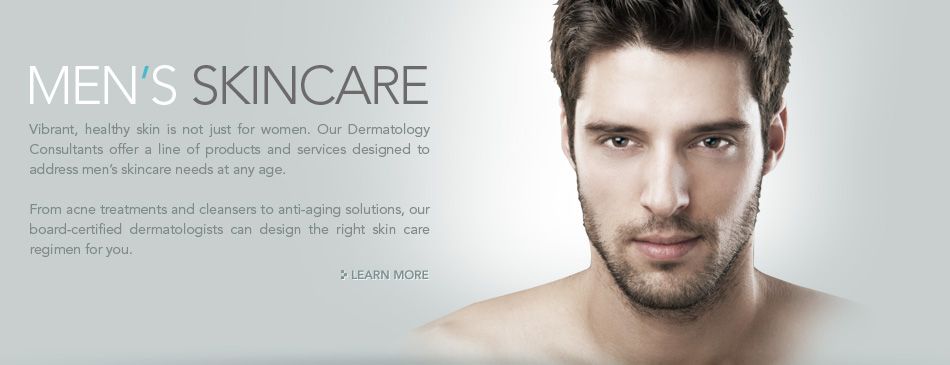 MEN'S SKINCARE
Vibrant, healthy skin is not just for women. Our Dermatology
Consultants offer a line of products and services designed to
address men's skincare needs at any age.
From acne treatments and cleansers to anti-aging solutions, our
board-certified dermatologists can design the right skin care
regimen for you.
LEARN MORE